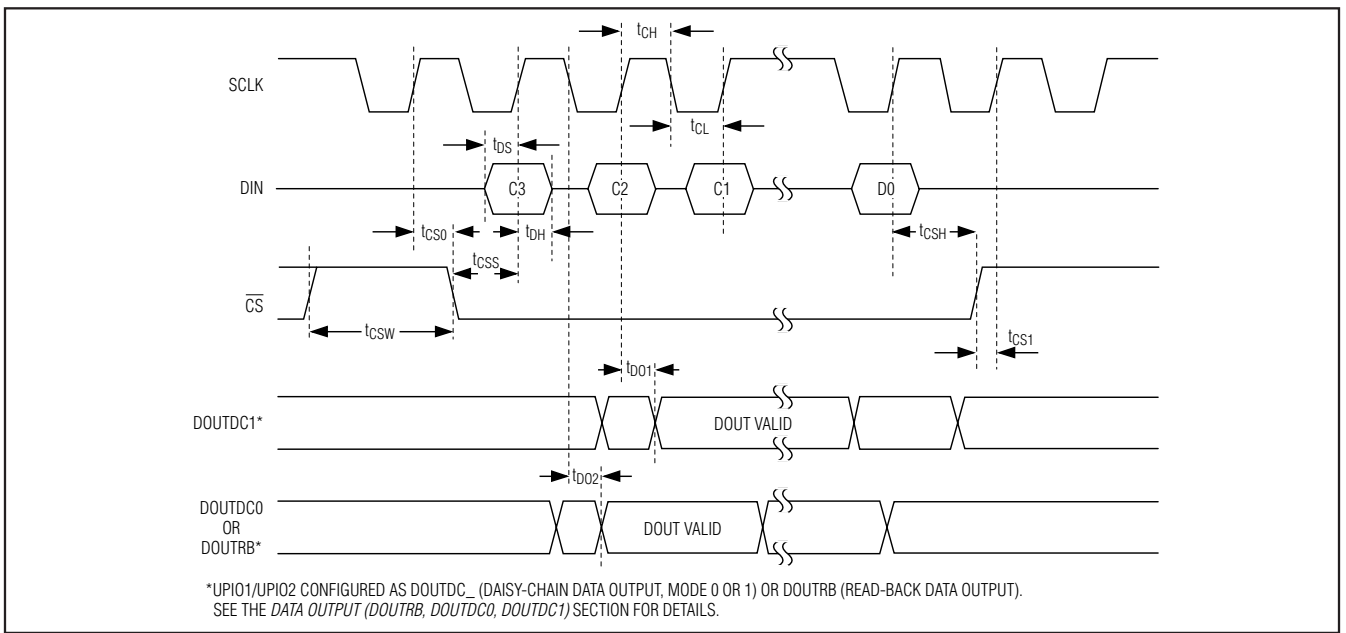 tCH
SCLK
tCL
tDS
DIN
C3
C2
C1
D0
tCS0
tDH
tCSH
tCSS
CS
tCSW
tCS1
tDO1
DOUTDC1*
DOUT VALID
tDO2
DOUTDC0
OR
DOUTRB*
DOUT VALID
*UPIO1/UPIO2 CONFIGURED AS DOUTDC_ (DAISY-CHAIN DATA OUTPUT, MODE 0 OR 1) OR DOUTRB (READ-BACK DATA OUTPUT).
SEE THE DATA OUTPUT (DOUTRB, DOUTDC0, DOUTDC1) SECTION FOR DETAILS.